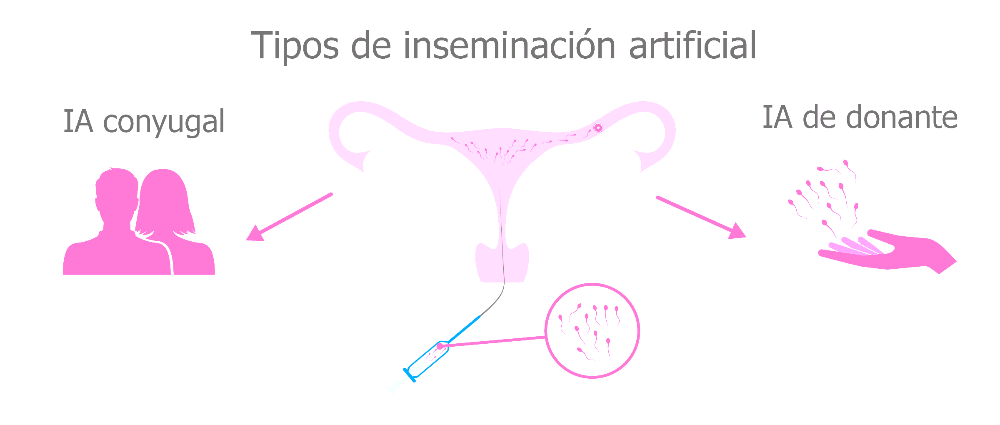 Tipos de inseminación artificial
IA conyugal
IA de donante